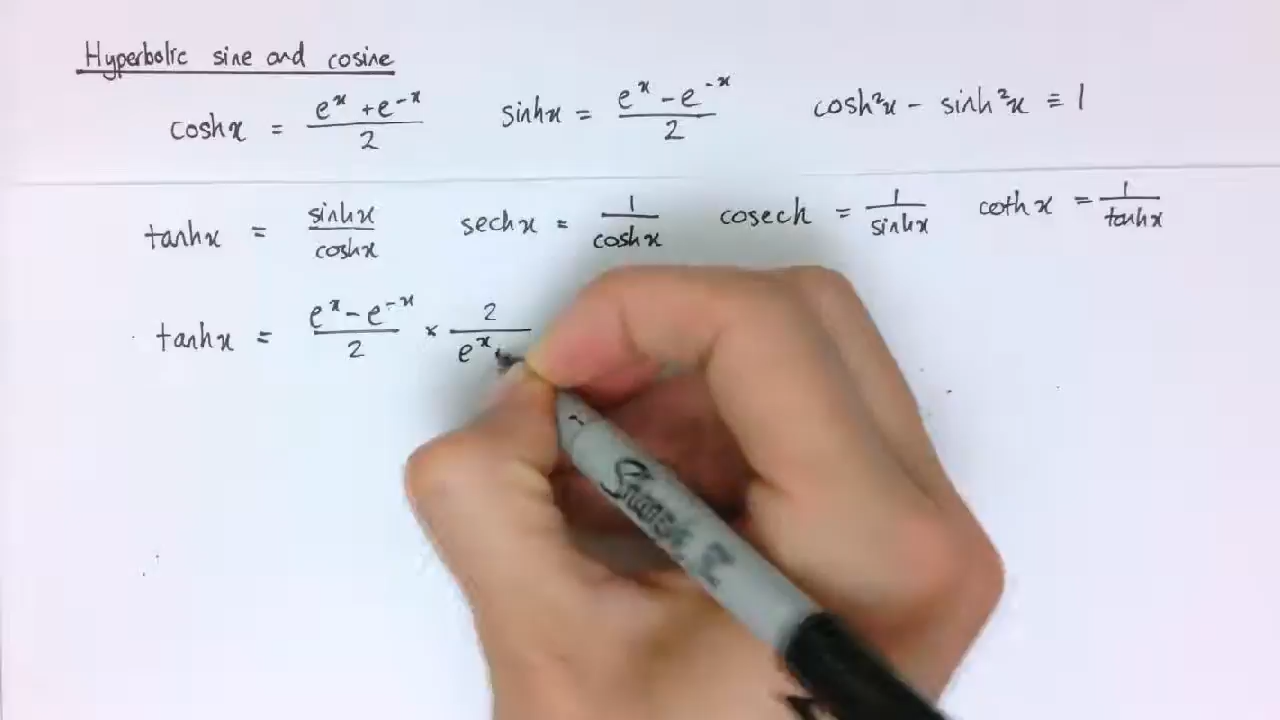 Hyperbolic sine and cosine
coshx = e^x + e^-x / 2 sinhx = e^x - e^-x / 2 cosh²x - sinh²x ≡ 1
tanhx = sinhx / coshx sechx = 1 / coshx cosech = 1 / sinhx coth x = 1 / tanhx
tanhx = e^x - e^-x / 2 × 2 / e^x
Sharpie